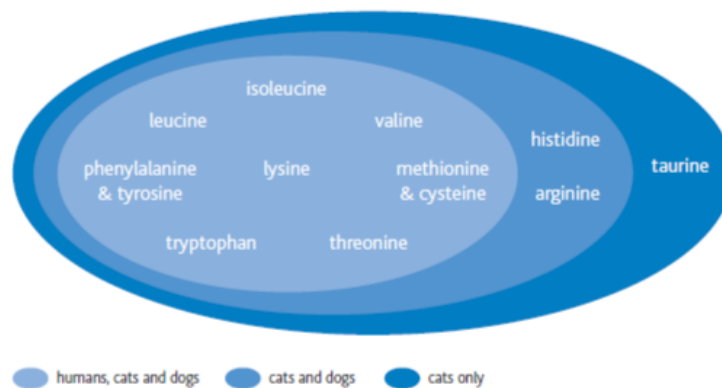 isoleucine
leucine
valine
histidine
phenylalanine
& tyrosine
lysine
methionine
& cysteine
taurine
arginine
tryptophan
threonine
humans, cats and dogs
cats and dogs
cats only